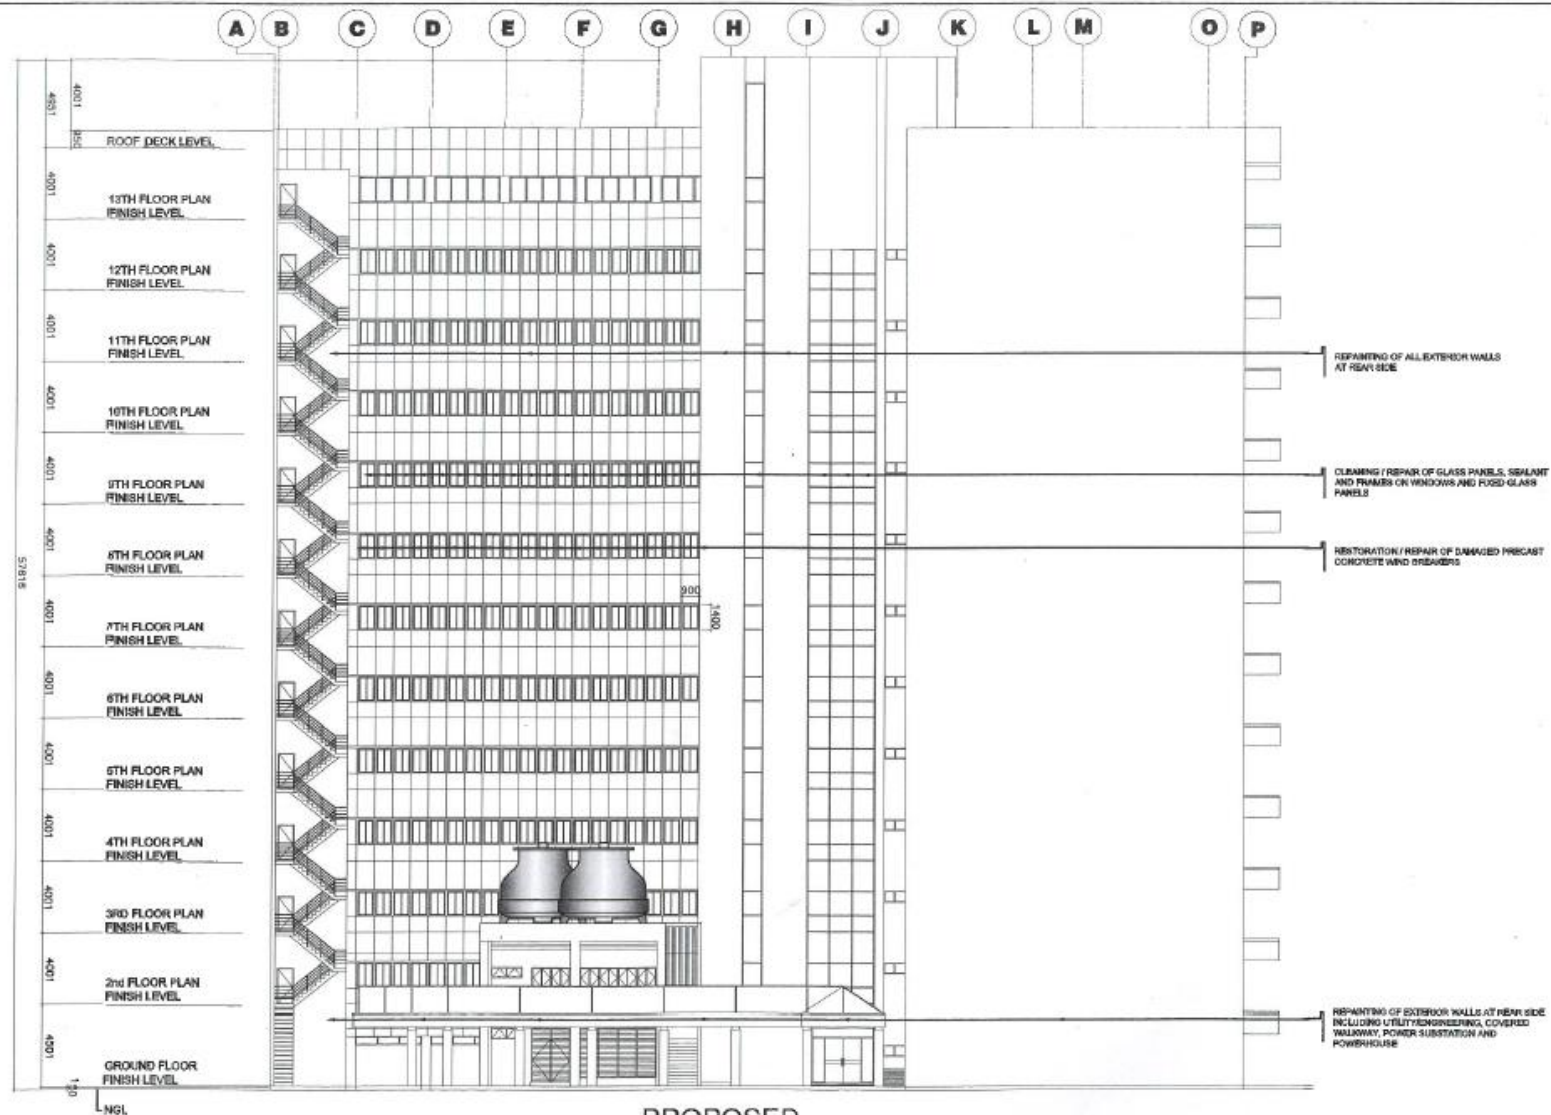 A B C D E F G H I J K L M O P
4951
4001
950
ROOF DECK LEVEL
4001
13TH FLOOR PLAN
FINISH LEVEL
4001
12TH FLOOR PLAN
FINISH LEVEL
4001
11TH FLOOR PLAN
FINISH LEVEL
REPAINTING OF ALL EXTERIOR WALLS
AT REAR SIDE
4001
10TH FLOOR PLAN
FINISH LEVEL
4001
9TH FLOOR PLAN
FINISH LEVEL
CLEANING / REPAIR OF GLASS PANELS, SEALANT
AND FRAMES ON WINDOWS AND FIXED GLASS
PANELS
4001
8TH FLOOR PLAN
FINISH LEVEL
RESTORATION / REPAIR OF DAMAGED PRECAST
CONCRETE WIND BREAKERS
57816
900
1400
4001
7TH FLOOR PLAN
FINISH LEVEL
4001
6TH FLOOR PLAN
FINISH LEVEL
4001
5TH FLOOR PLAN
FINISH LEVEL
4001
4TH FLOOR PLAN
FINISH LEVEL
4001
3RD FLOOR PLAN
FINISH LEVEL
4001
2nd FLOOR PLAN
FINISH LEVEL
REPAINTING OF EXTERIOR WALLS AT REAR SIDE
INCLUDING UTILITY/ENGINEERING, COVERED
WALKWAY, POWER SUBSTATION AND
POWERHOUSE
4501
GROUND FLOOR
FINISH LEVEL
NGL
PROPOSED